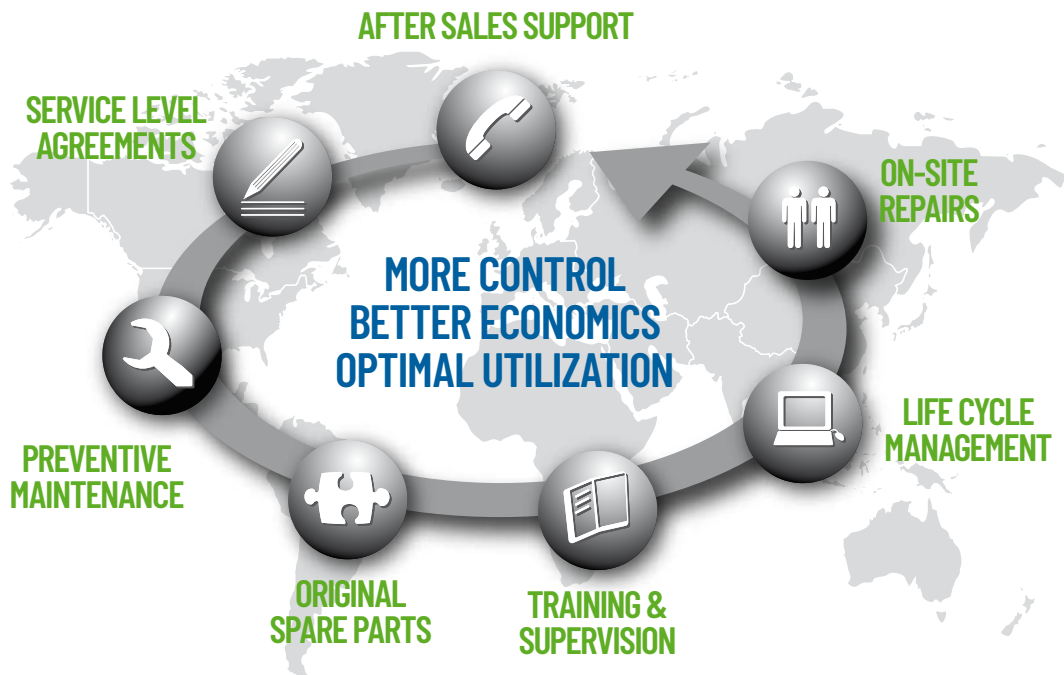 AFTER SALES SUPPORT
SERVICE LEVEL
AGREEMENTS
ON-SITE
REPAIRS
MORE CONTROL
BETTER ECONOMICS
OPTIMAL UTILIZATION
LIFE CYCLE
MANAGEMENT
PREVENTIVE
MAINTENANCE
ORIGINAL
SPARE PARTS
TRAINING &
SUPERVISION